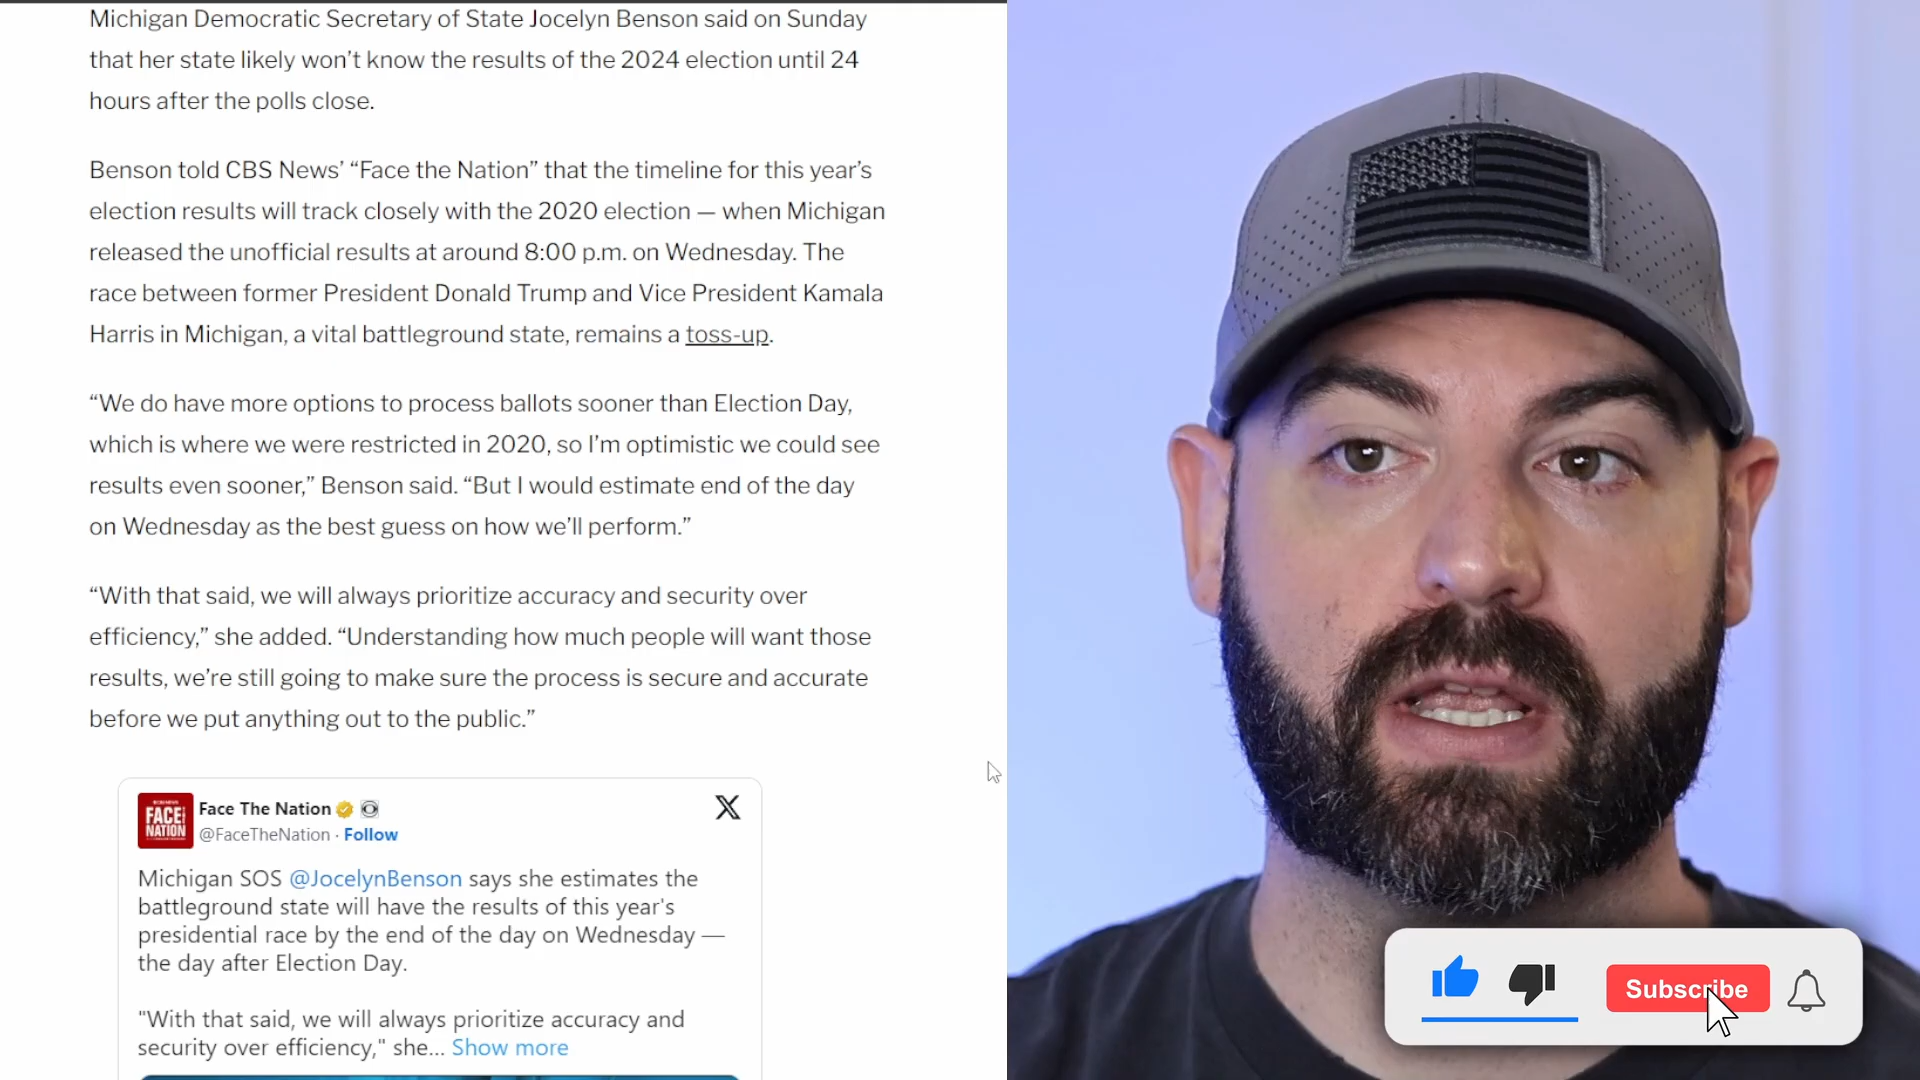 Michigan Democratic Secretary of State Jocelyn Benson said on Sunday
that her state likely won’t know the results of the 2024 election until 24
hours after the polls close.
Benson told CBS News’ “Face the Nation” that the timeline for this year’s
election results will track closely with the 2020 election — when Michigan
released the unofficial results at around 8:00 p.m. on Wednesday. The
race between former President Donald Trump and Vice President Kamala
Harris in Michigan, a vital battleground state, remains a toss-up.
“We do have more options to process ballots sooner than Election Day,
which is where we were restricted in 2020, so I’m optimistic we could see
results even sooner,” Benson said. “But I would estimate end of the day
on Wednesday as the best guess on how we’ll perform.”
“With that said, we will always prioritize accuracy and security over
efficiency,” she added. “Understanding how much people will want those
results, we’re still going to make sure the process is secure and accurate
before we put anything out to the public.”
FACE
NATION
Face The Nation
@FaceTheNation · Follow
Michigan SOS @JocelynBenson says she estimates the
battleground state will have the results of this year's
presidential race by the end of the day on Wednesday —
the day after Election Day.
"With that said, we will always prioritize accuracy and
security over efficiency," she... Show more
Subscribe